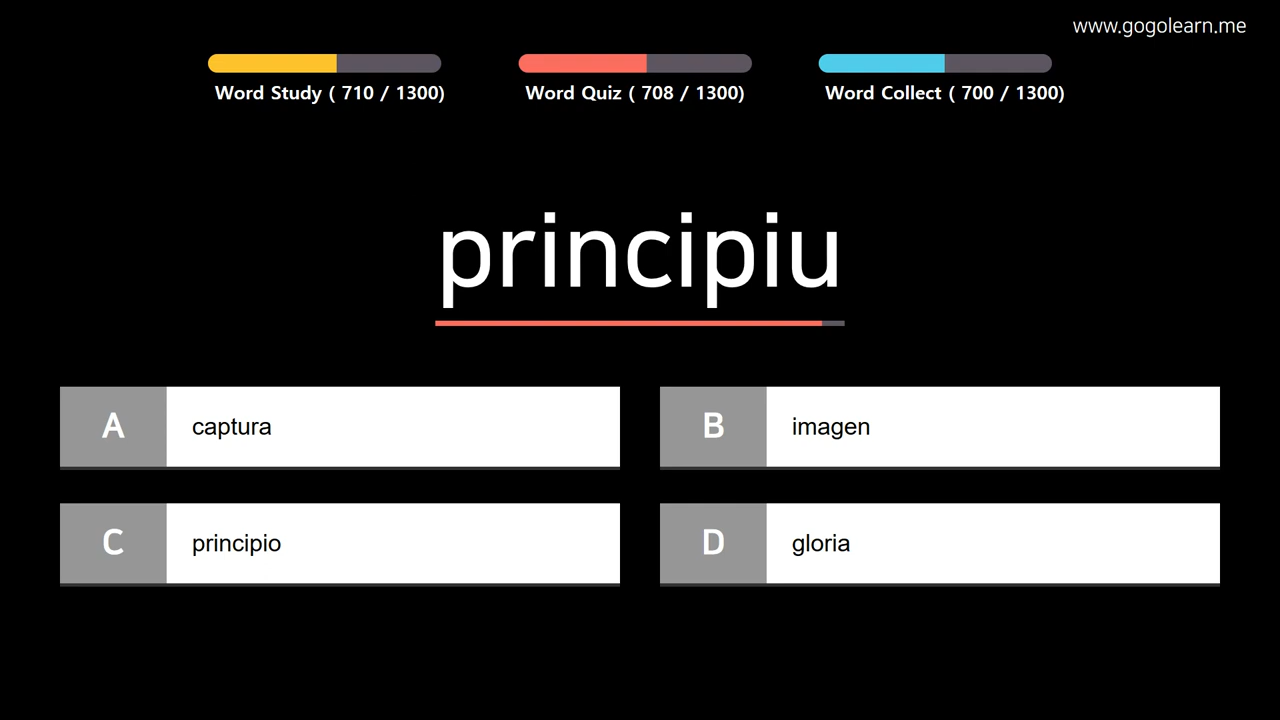 www.gogolearn.me
Word Study ( 710 / 1300)
Word Quiz ( 708 / 1300)
Word Collect ( 700 / 1300)
principiu
A captura
B imagen
C principio
D gloria